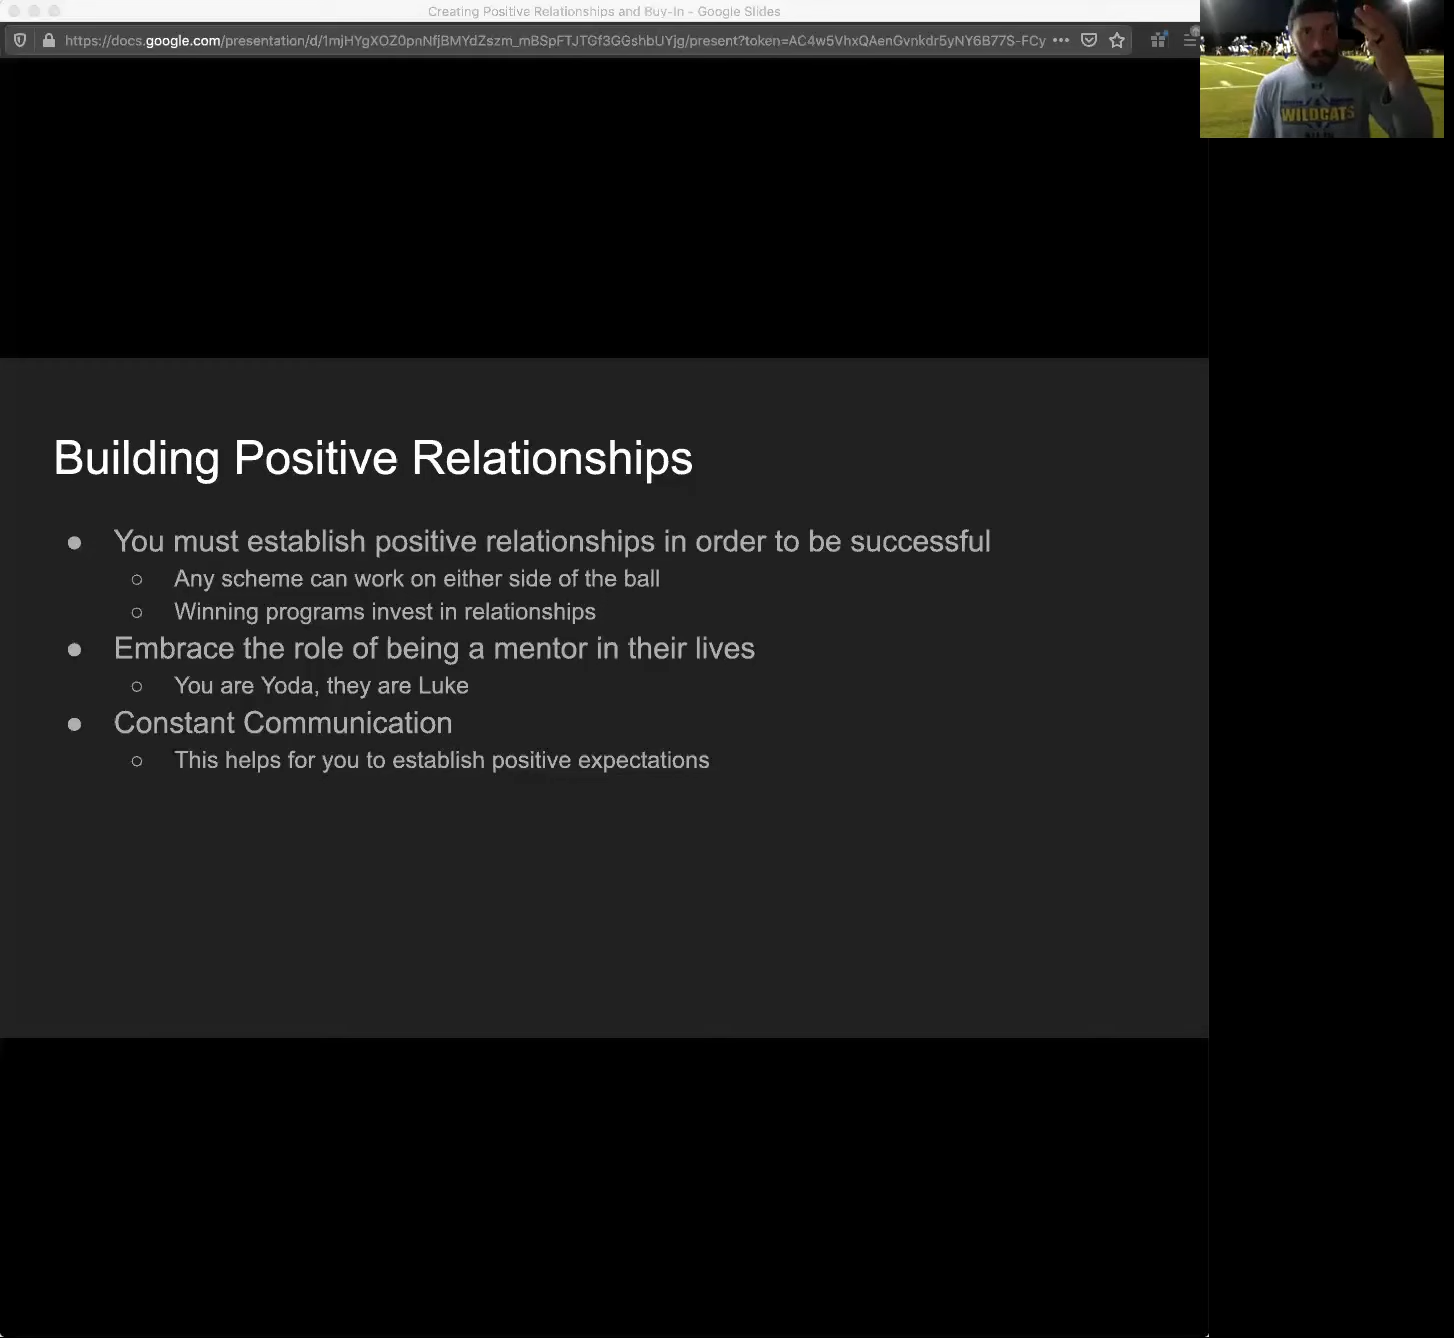 Creating Positive Relationships and Buy-In - Google Slides
https://docs.google.com/presentation/d/1mjHYgXOZ0pnNfjBMYdZszm_mBSpFTJTGf3GGshbUYjg/present?token=AC4w5VhxQAenGvnkdr5yNY6B77S-FCy
WILDCATS
Building Positive Relationships
● You must establish positive relationships in order to be successful
○ Any scheme can work on either side of the ball
○ Winning programs invest in relationships
● Embrace the role of being a mentor in their lives
○ You are Yoda, they are Luke
● Constant Communication
○ This helps for you to establish positive expectations